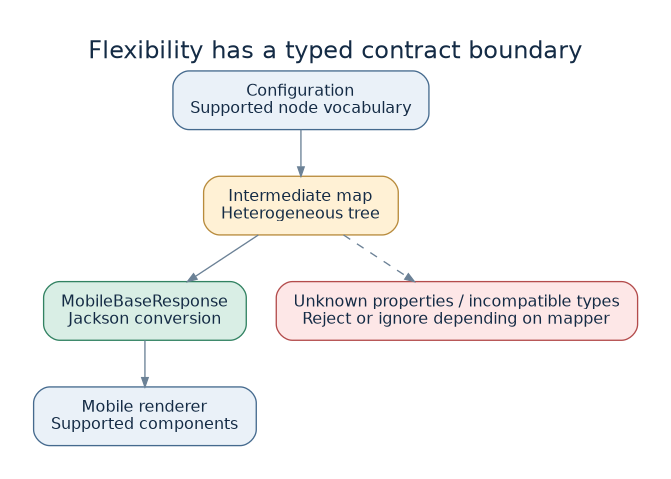 Flexibility has a typed contract boundary
Configuration
Supported node vocabulary
Intermediate map
Heterogeneous tree
MobileBaseResponse
Jackson conversion
Unknown properties / incompatible types
Reject or ignore depending on mapper
Mobile renderer
Supported components